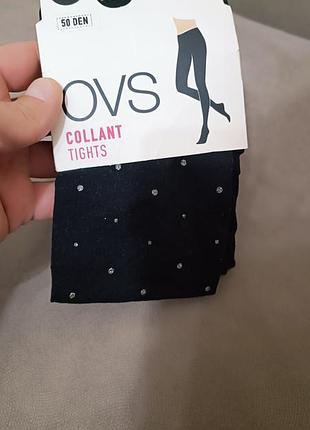 50 DEN
OVS
COLLANT
TIGHTS